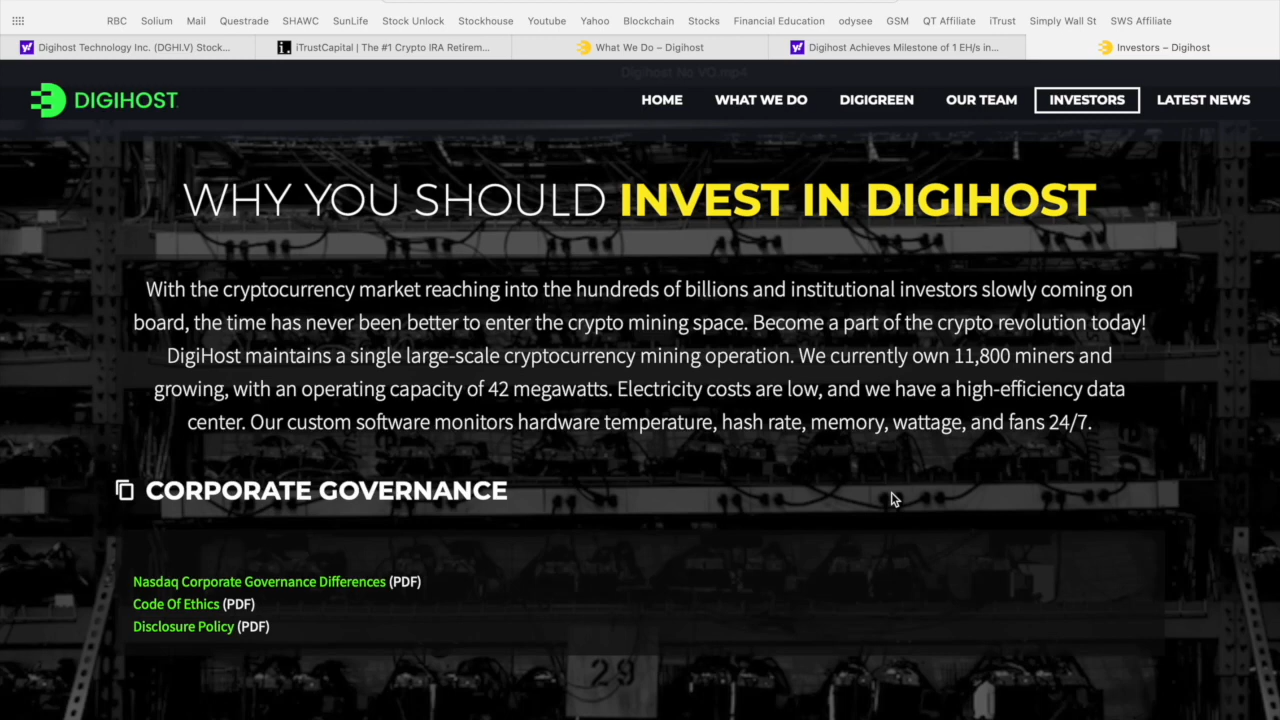 RBC Solium Mail Questrade SHAWC SunLife Stock Unlock Stockhouse Youtube Yahoo Blockchain Stocks Financial Education odysee GSM QT Affiliate iTrust Simply Wall St SWS Affiliate
Digihost Technology Inc. (DGHI.V) Stock... iTrustCapital | The #1 Crypto IRA Retirem... What We Do – Digihost Digihost Achieves Milestone of 1 EH/s in... Investors – Digihost
Digihost No VO.mp4
DIGIHOST HOME WHAT WE DO DIGIGREEN OUR TEAM INVESTORS LATEST NEWS
WHY YOU SHOULD INVEST IN DIGIHOST
With the cryptocurrency market reaching into the hundreds of billions and institutional investors slowly coming on
board, the time has never been better to enter the crypto mining space. Become a part of the crypto revolution today!
DigiHost maintains a single large-scale cryptocurrency mining operation. We currently own 11,800 miners and
growing, with an operating capacity of 42 megawatts. Electricity costs are low, and we have a high-efficiency data
center. Our custom software monitors hardware temperature, hash rate, memory, wattage, and fans 24/7.
CORPORATE GOVERNANCE
Nasdaq Corporate Governance Differences (PDF)
Code Of Ethics (PDF)
Disclosure Policy (PDF)
29